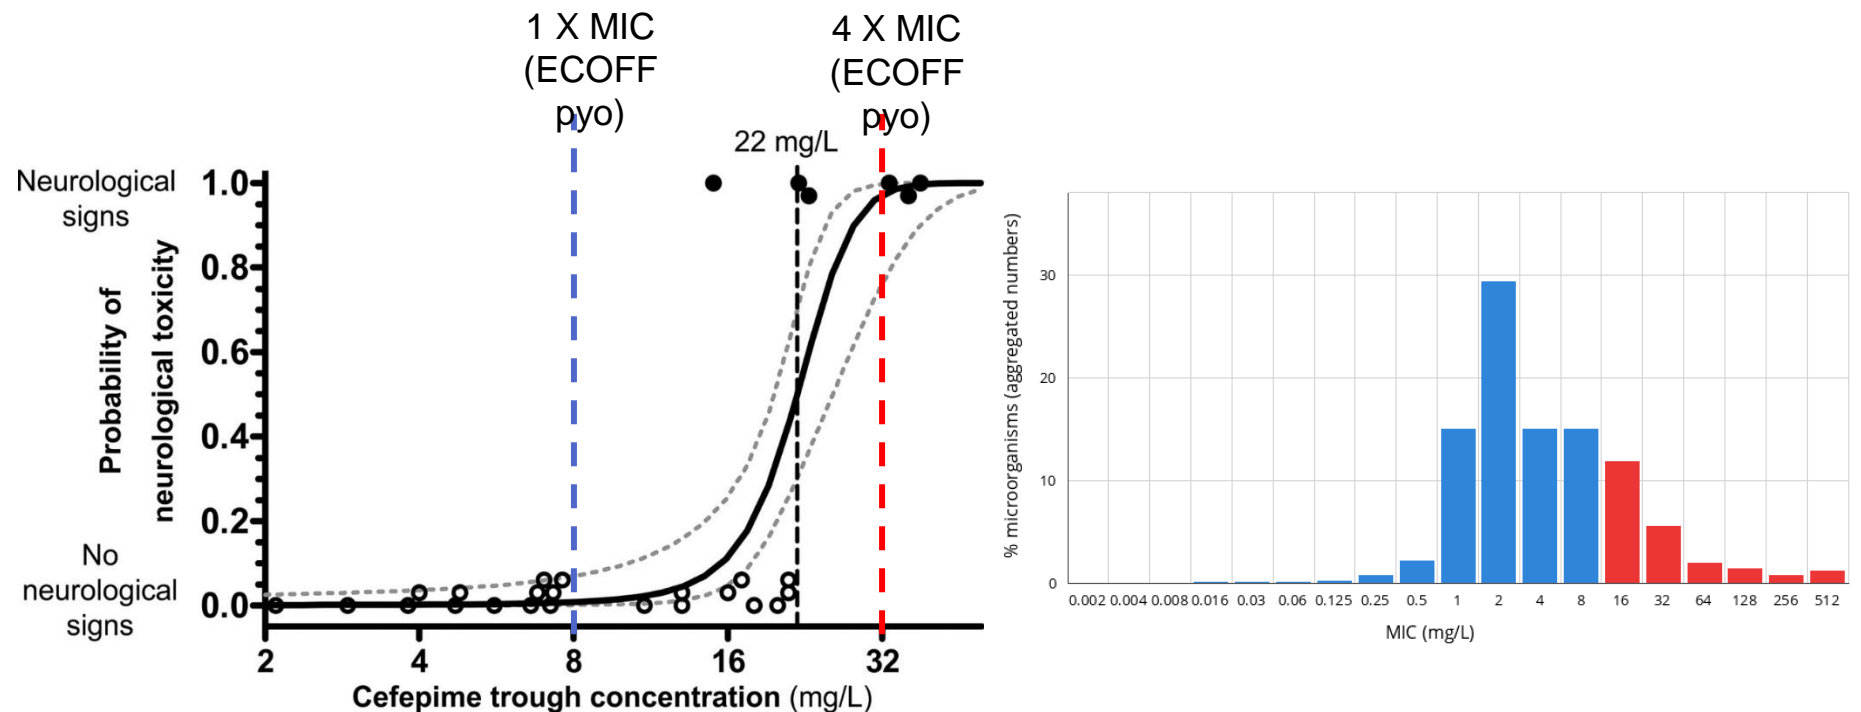 1 X MIC
(ECOFF
pyo)
4 X MIC
(ECOFF
pyo)
22 mg/L
Neurological
signs
No
neurological
signs
Probability of
neurological toxicity
1.0
0.8
0.6
0.4
0.2
0.0
2 4 8 16 32
Cefepime trough concentration (mg/L)
% microorganisms (aggregated numbers)
30
20
10
0
0.002 0.004 0.008 0.016 0.03 0.06 0.125 0.25 0.5 1 2 4 8 16 32 64 128 256 512
MIC (mg/L)